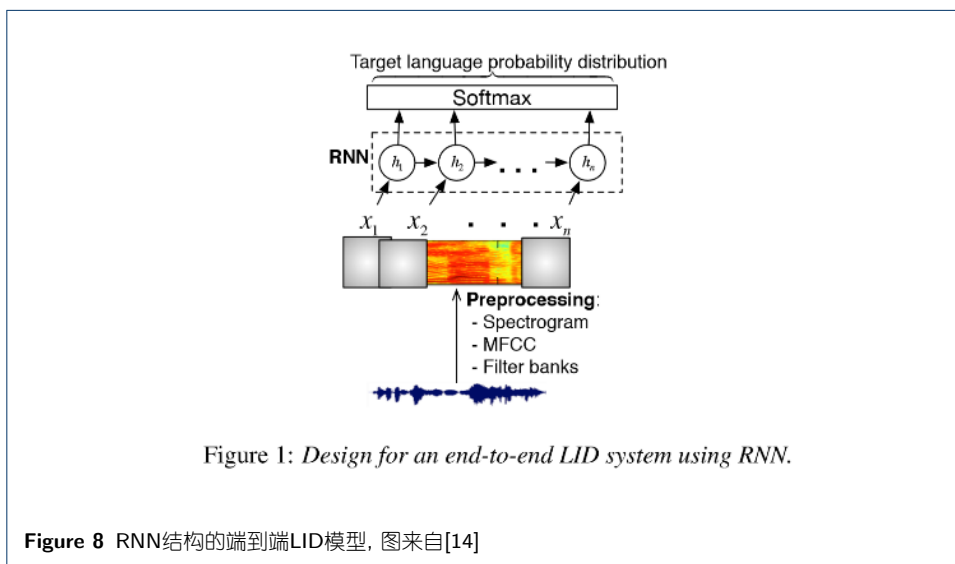 Target language probability distribution
Softmax
RNN
h1 h2 . . . hn
x1 x2 . . . xn
Preprocessing:
- Spectrogram
- MFCC
- Filter banks
Figure 1: Design for an end-to-end LID system using RNN.
Figure 8 RNN结构的端到端LID模型, 图来自[14]